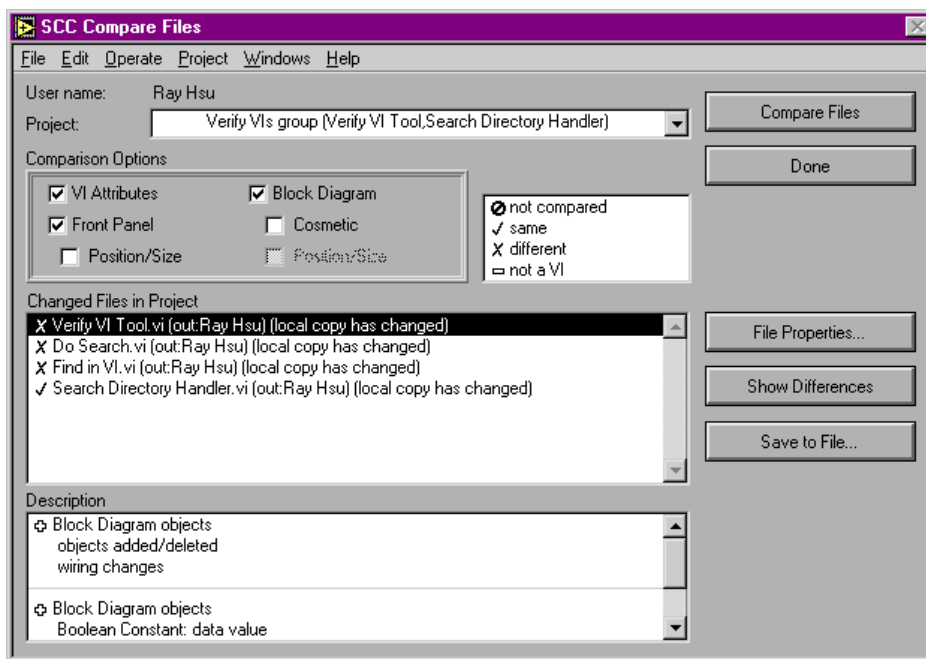 SCC Compare Files
File Edit Operate Project Windows Help
User name: Ray Hsu
Project: Verify VIs group (Verify VI Tool,Search Directory Handler)
Compare Files
Done
Comparison Options
VI Attributes
Block Diagram
Front Panel
Cosmetic
Position/Size
Position/Size
not compared
same
different
not a VI
Changed Files in Project
Verify VI Tool.vi (out:Ray Hsu) (local copy has changed)
Do Search.vi (out:Ray Hsu) (local copy has changed)
Find in VI.vi (out:Ray Hsu) (local copy has changed)
Search Directory Handler.vi (out:Ray Hsu) (local copy has changed)
File Properties...
Show Differences
Save to File...
Description
Block Diagram objects
objects added/deleted
wiring changes
Block Diagram objects
Boolean Constant: data value